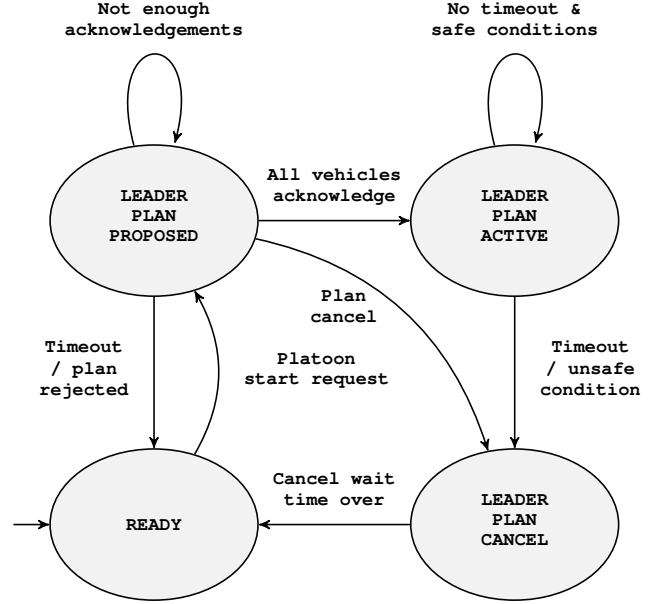 Not enough
acknowledgements
No timeout &
safe conditions
LEADER
PLAN
PROPOSED
All vehicles
acknowledge
LEADER
PLAN
ACTIVE
Plan
cancel
Timeout
/ plan
rejected
Platoon
start request
Timeout
/ unsafe
condition
READY
Cancel wait
time over
LEADER
PLAN
CANCEL